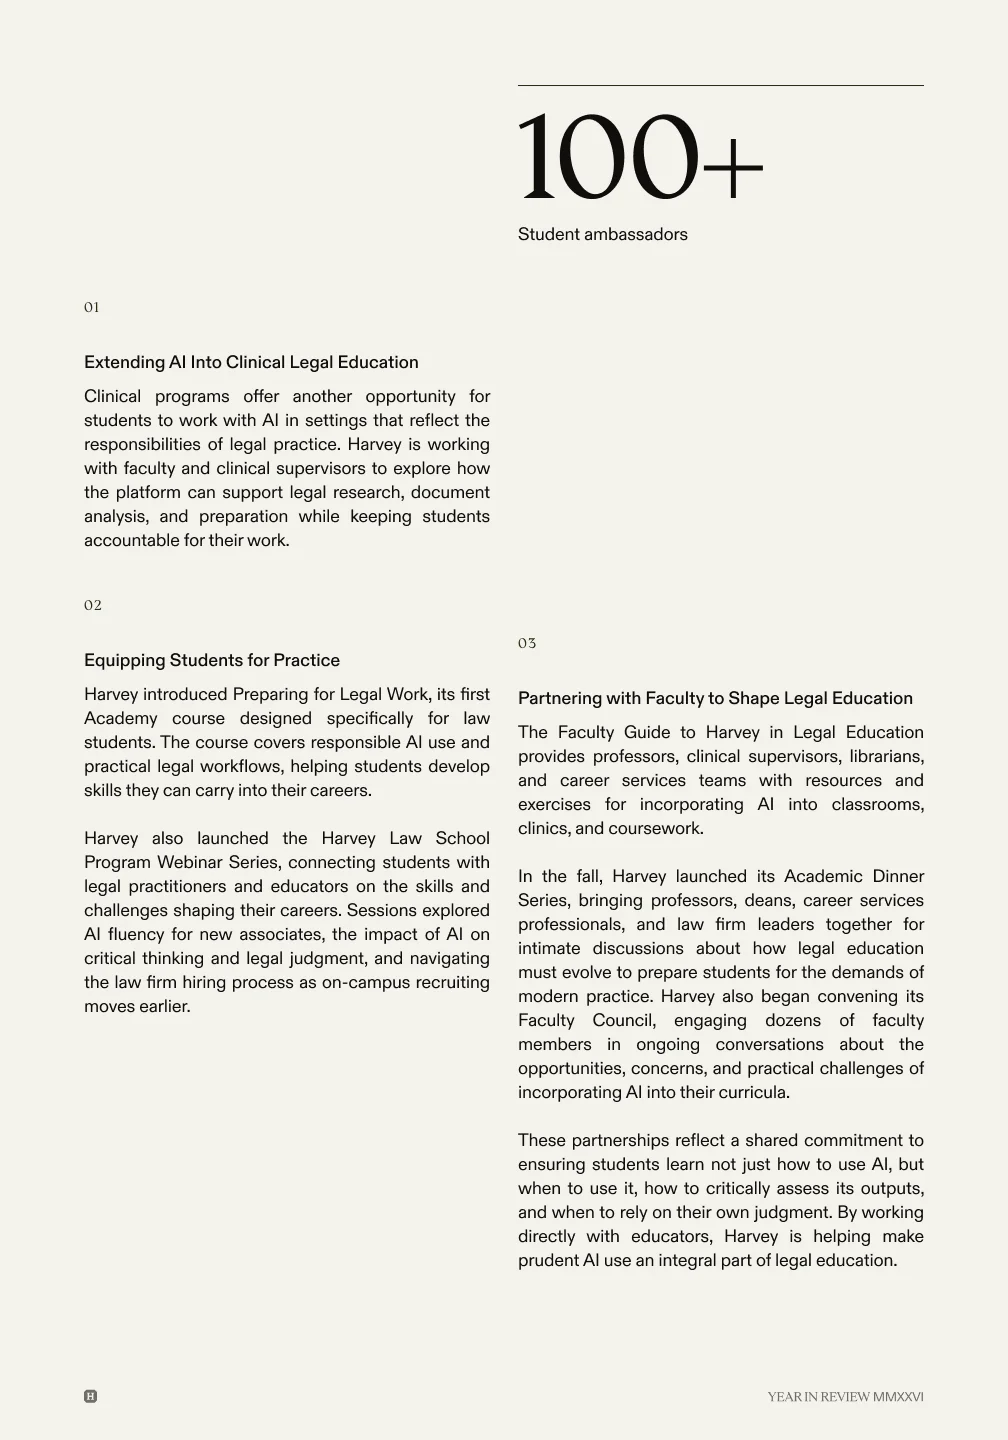 100+
Student ambassadors
01
Extending AI Into Clinical Legal Education
Clinical programs offer another opportunity for
students to work with AI in settings that reflect the
responsibilities of legal practice. Harvey is working
with faculty and clinical supervisors to explore how
the platform can support legal research, document
analysis, and preparation while keeping students
accountable for their work.
02
Equipping Students for Practice
Harvey introduced Preparing for Legal Work, its first
Academy course designed specifically for law
students. The course covers responsible AI use and
practical legal workflows, helping students develop
skills they can carry into their careers.
Harvey also launched the Harvey Law School
Program Webinar Series, connecting students with
legal practitioners and educators on the skills and
challenges shaping their careers. Sessions explored
AI fluency for new associates, the impact of AI on
critical thinking and legal judgment, and navigating
the law firm hiring process as on-campus recruiting
moves earlier.
03
Partnering with Faculty to Shape Legal Education
The Faculty Guide to Harvey in Legal Education
provides professors, clinical supervisors, librarians,
and career services teams with resources and
exercises for incorporating AI into classrooms,
clinics, and coursework.
In the fall, Harvey launched its Academic Dinner
Series, bringing professors, deans, career services
professionals, and law firm leaders together for
intimate discussions about how legal education
must evolve to prepare students for the demands of
modern practice. Harvey also began convening its
Faculty Council, engaging dozens of faculty
members in ongoing conversations about the
opportunities, concerns, and practical challenges of
incorporating AI into their curricula.
These partnerships reflect a shared commitment to
ensuring students learn not just how to use AI, but
when to use it, how to critically assess its outputs,
and when to rely on their own judgment. By working
directly with educators, Harvey is helping make
prudent AI use an integral part of legal education.
H
YEAR IN REVIEW MMXXVI